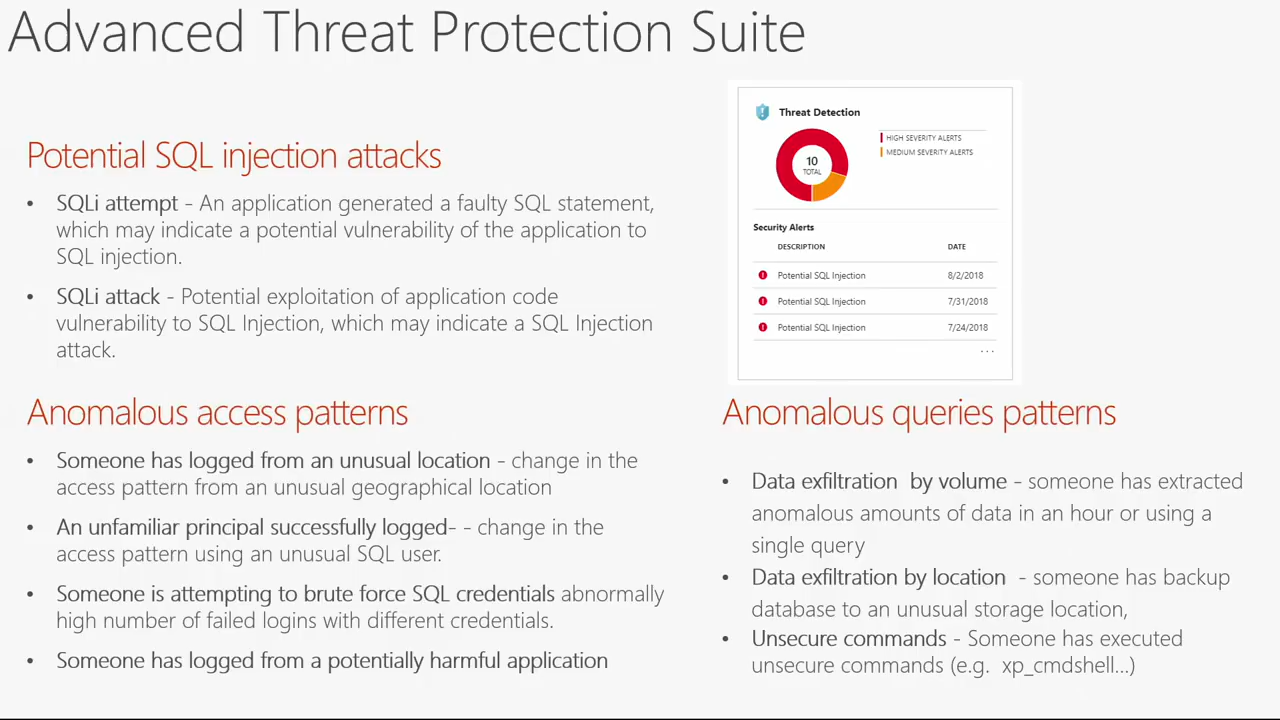 Advanced Threat Protection Suite
Potential SQL injection attacks
• SQLi attempt - An application generated a faulty SQL statement,
which may indicate a potential vulnerability of the application to
SQL injection.
• SQLi attack - Potential exploitation of application code
vulnerability to SQL Injection, which may indicate a SQL Injection
attack.
Threat Detection
10
TOTAL
HIGH SEVERITY ALERTS
MEDIUM SEVERITY ALERTS
Security Alerts
DESCRIPTION DATE
Potential SQL Injection 8/2/2018
Potential SQL Injection 7/31/2018
Potential SQL Injection 7/24/2018
...
Anomalous access patterns
• Someone has logged from an unusual location - change in the
access pattern from an unusual geographical location
• An unfamiliar principal successfully logged- - change in the
access pattern using an unusual SQL user.
• Someone is attempting to brute force SQL credentials abnormally
high number of failed logins with different credentials.
• Someone has logged from a potentially harmful application
Anomalous queries patterns
• Data exfiltration by volume - someone has extracted
anomalous amounts of data in an hour or using a
single query
• Data exfiltration by location - someone has backup
database to an unusual storage location,
• Unsecure commands - Someone has executed
unsecure commands (e.g. xp_cmdshell...)